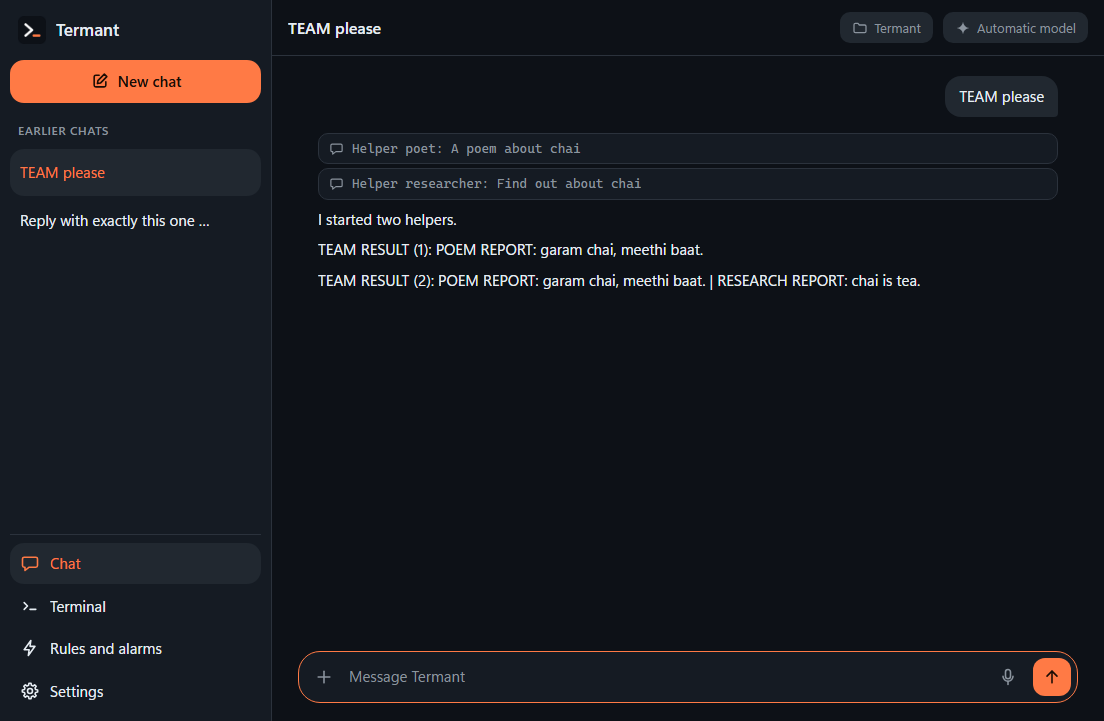 Termant
New chat
EARLIER CHATS
TEAM please
Reply with exactly this one ...
Chat
Terminal
Rules and alarms
Settings
TEAM please
Termant
Automatic model
TEAM please
Helper poet: A poem about chai
Helper researcher: Find out about chai
I started two helpers.
TEAM RESULT (1): POEM REPORT: garam chai, meethi baat.
TEAM RESULT (2): POEM REPORT: garam chai, meethi baat. | RESEARCH REPORT: chai is tea.
Message Termant